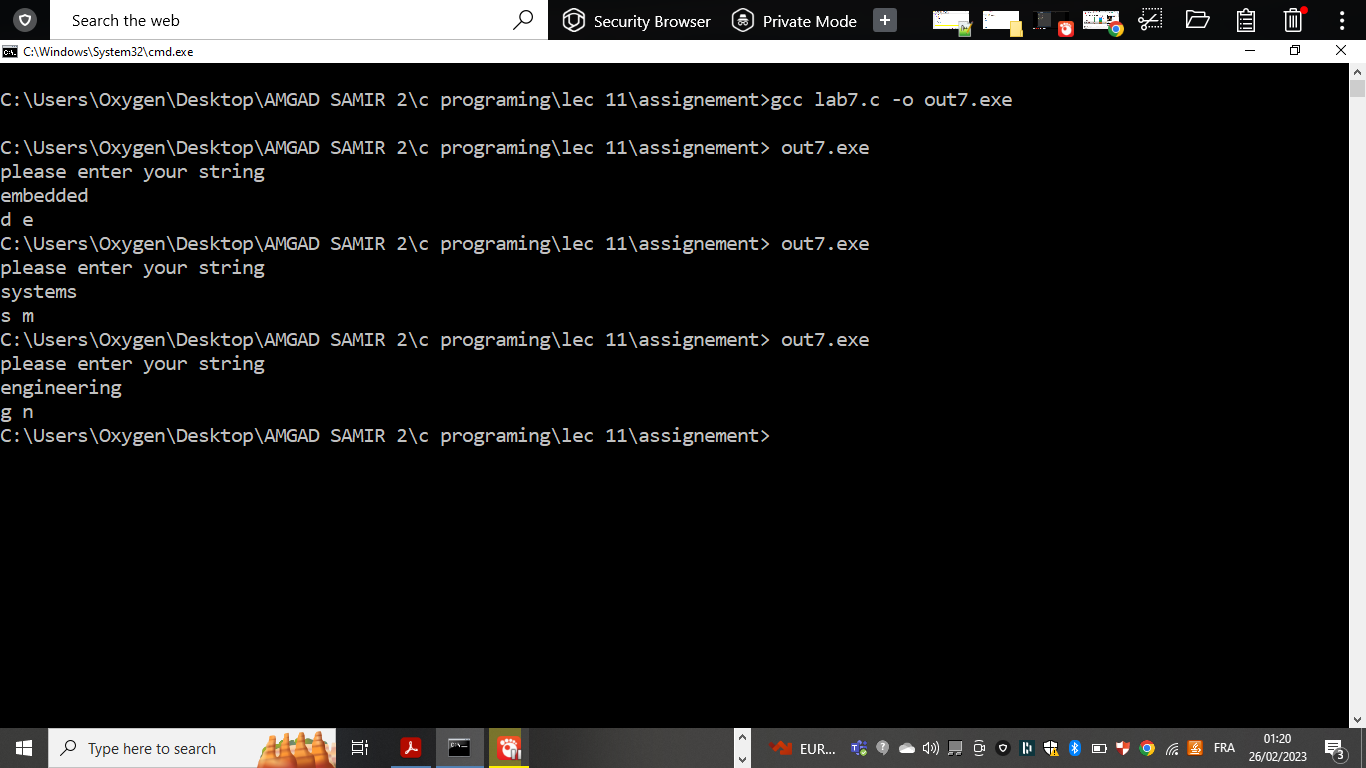 Search the web
Security Browser
Private Mode
C:\Windows\System32\cmd.exe
C:\Users\Oxygen\Desktop\AMGAD SAMIR 2\c programing\lec 11\assignement>gcc lab7.c -o out7.exe
C:\Users\Oxygen\Desktop\AMGAD SAMIR 2\c programing\lec 11\assignement> out7.exe
please enter your string
embedded
d e
C:\Users\Oxygen\Desktop\AMGAD SAMIR 2\c programing\lec 11\assignement> out7.exe
please enter your string
systems
s m
C:\Users\Oxygen\Desktop\AMGAD SAMIR 2\c programing\lec 11\assignement> out7.exe
please enter your string
engineering
g n
C:\Users\Oxygen\Desktop\AMGAD SAMIR 2\c programing\lec 11\assignement>
Type here to search
EUR...
FRA
01:20
26/02/2023
3